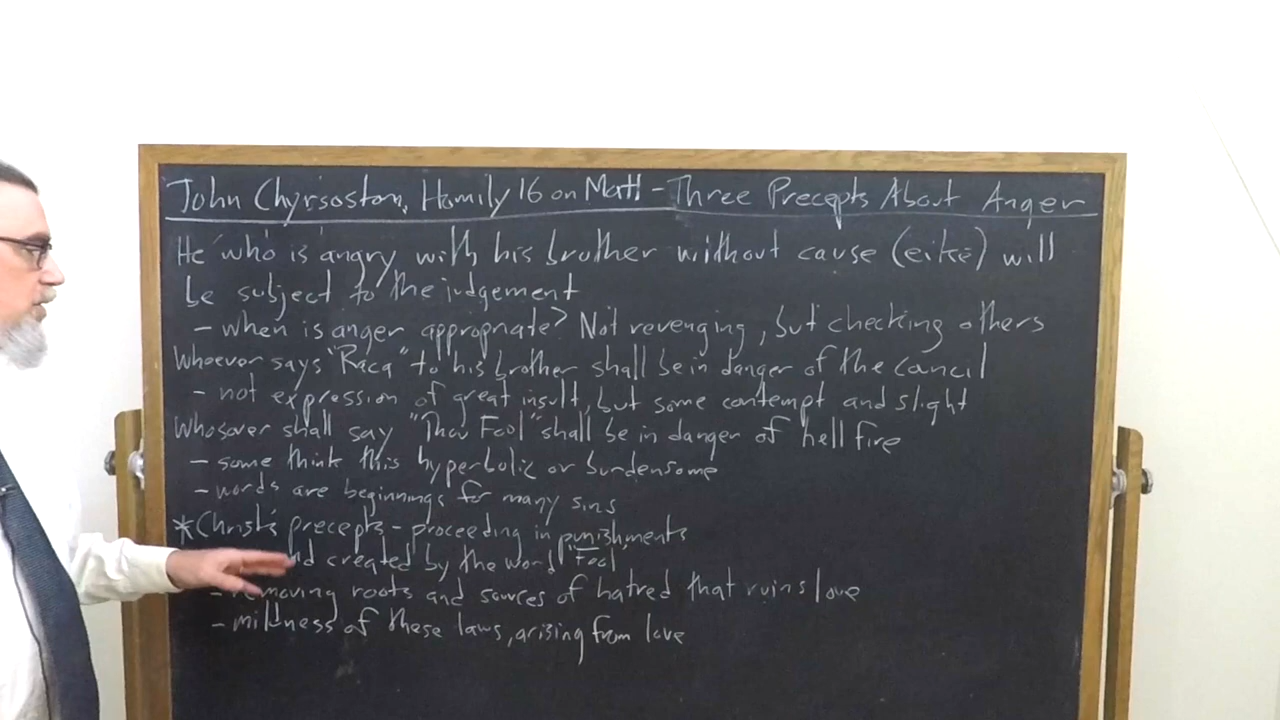 John Chyrsoston, Homily 16 on Matt - Three Precepts About Anger
He who is angry with his brother without cause (eikē) will
be subject to the judgement
- when is anger appropriate? Not revenging, but checking others
Whoever says "Raca" to his brother shall be in danger of the council
- not expression of great insult, but some contempt and slight
Whosover shall say "Thou Fool" shall be in danger of hell fire
- some think this hyperbolic or burdensome
- words are beginnings for many sins
*Christ's precepts - proceeding in punishments
created by the word "Fool"
- removing roots and sources of hatred that ruins love
- mildness of these laws, arising from love